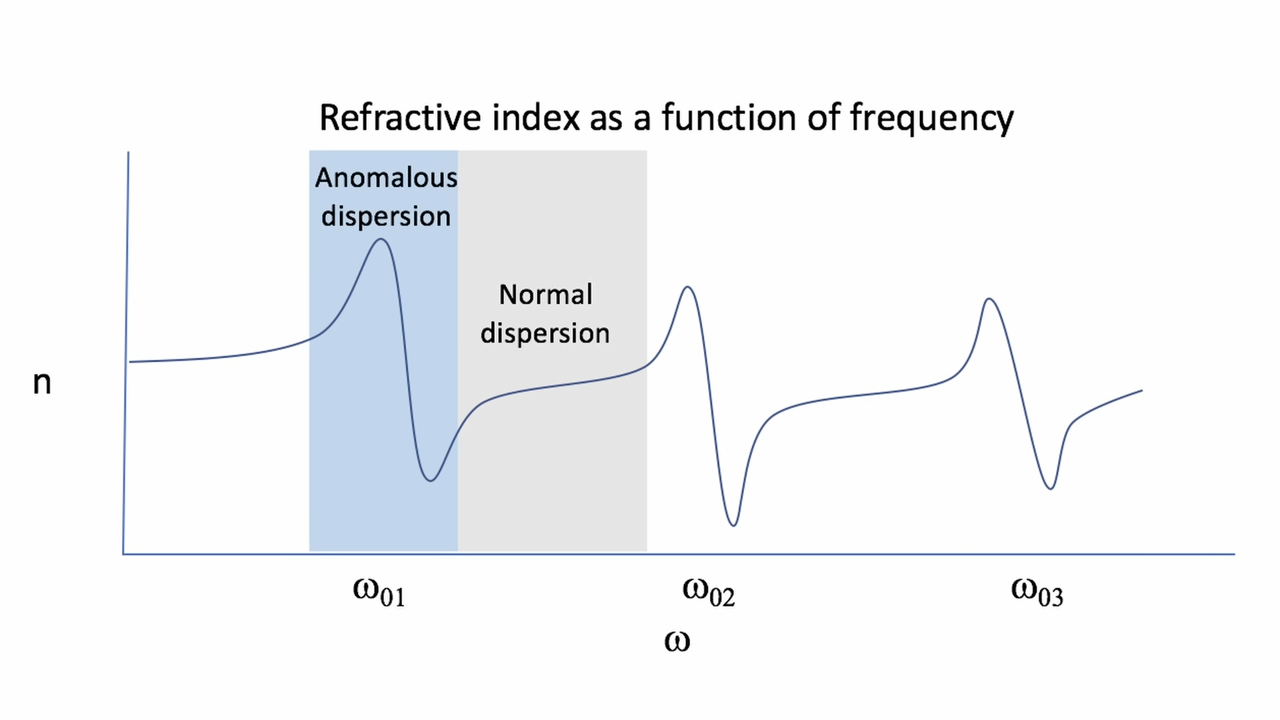 Refractive index as a function of frequency
Anomalous
dispersion
Normal
dispersion
n
ω01
ω02
ω03
ω